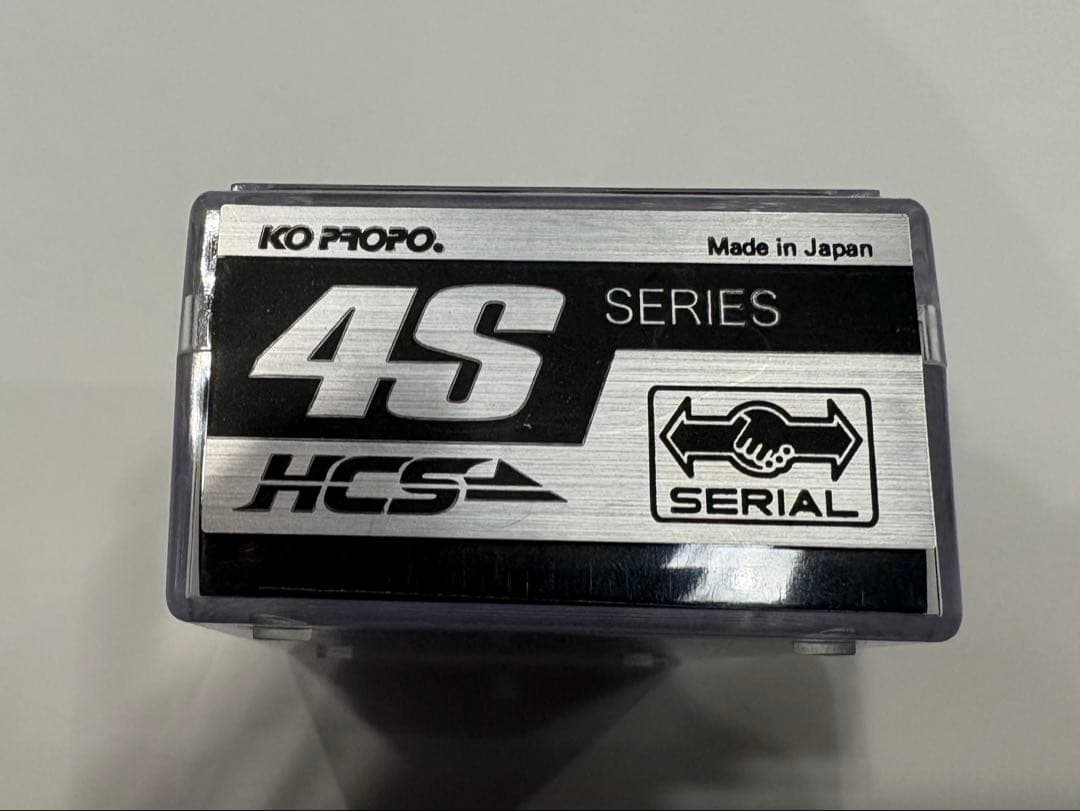 KO PROPO.
Made in Japan
4S SERIES
HCS
SERIAL